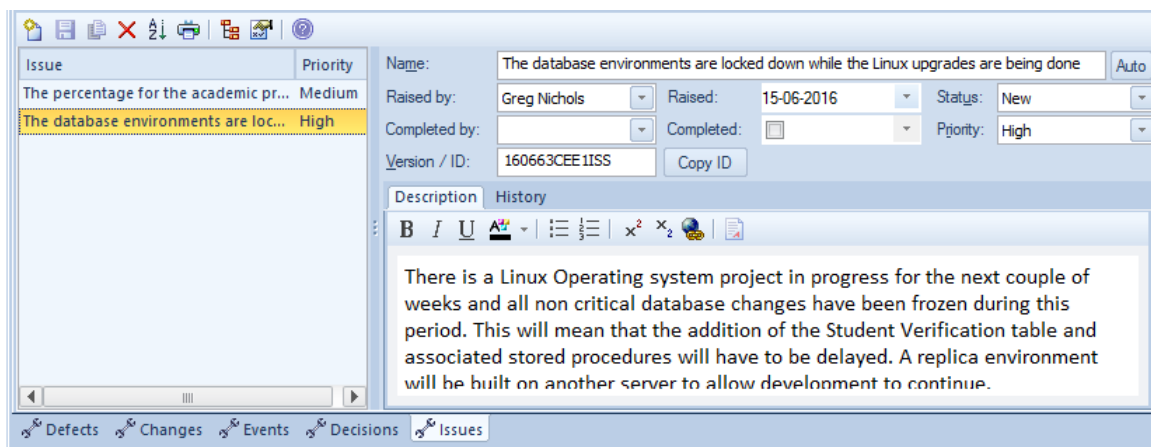 Issue Priority
The percentage for the academic pr... Medium
The database environments are loc... High
Name: The database environments are locked down while the Linux upgrades are being done Auto
Raised by: Greg Nichols Raised: 15-06-2016 Status: New
Completed by: Completed: Priority: High
Version / ID: 160663CEE1ISS Copy ID
Description History
B I U A x² x₂
There is a Linux Operating system project in progress for the next couple of
weeks and all non critical database changes have been frozen during this
period. This will mean that the addition of the Student Verification table and
associated stored procedures will have to be delayed. A replica environment
will be built on another server to allow development to continue.
Defects Changes Events Decisions Issues